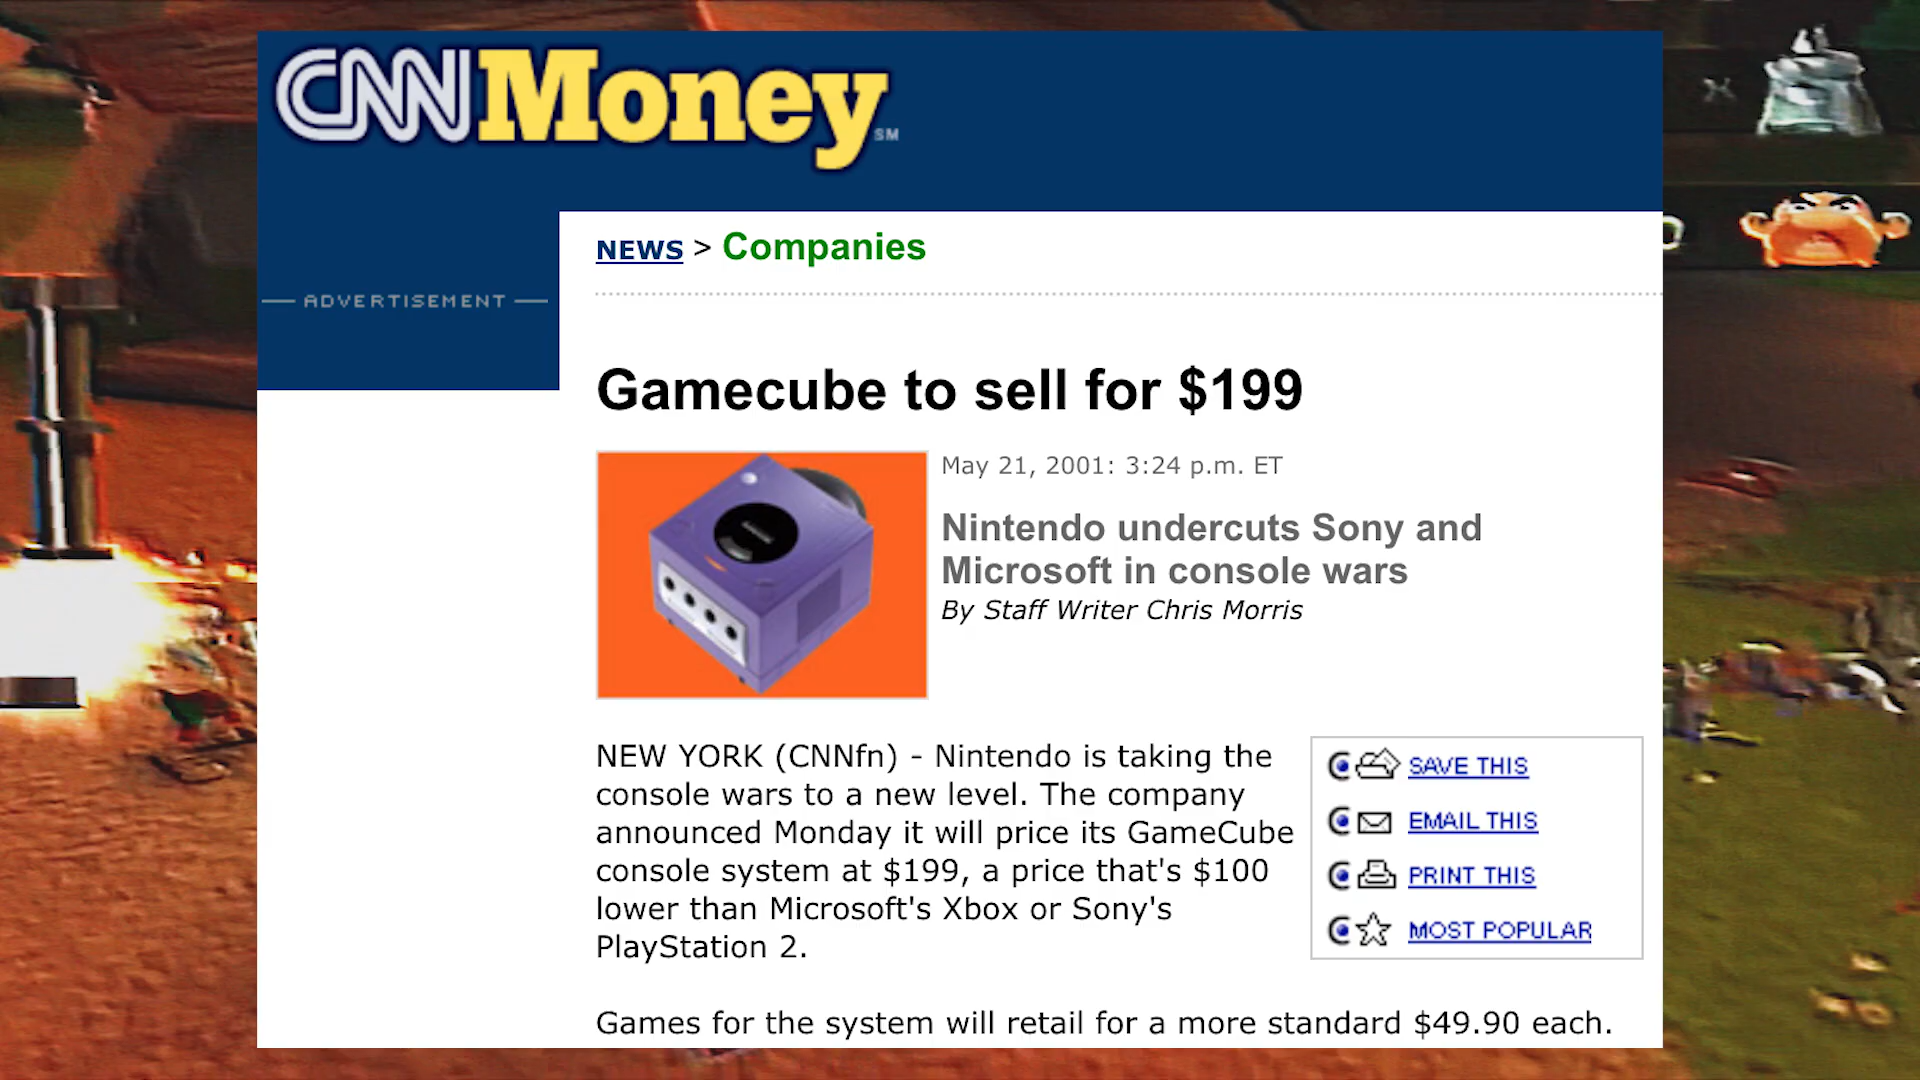 CNNMoney SM
NEWS > Companies
ADVERTISEMENT
Gamecube to sell for $199
May 21, 2001: 3:24 p.m. ET
Nintendo undercuts Sony and
Microsoft in console wars
By Staff Writer Chris Morris
NEW YORK (CNNfn) - Nintendo is taking the
console wars to a new level. The company
announced Monday it will price its GameCube
console system at $199, a price that's $100
lower than Microsoft's Xbox or Sony's
PlayStation 2.
SAVE THIS
EMAIL THIS
PRINT THIS
MOST POPULAR
Games for the system will retail for a more standard $49.90 each.